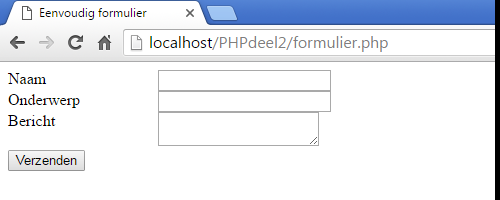 Eenvoudig formulier
localhost/PHPdeel2/formulier.php
Naam
Onderwerp
Bericht
Verzenden